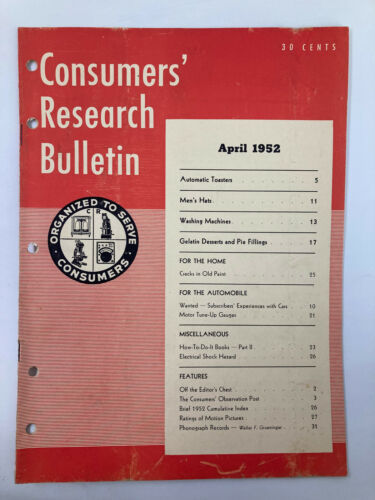 30 CENTS
Consumers'
Research
Bulletin
April 1952
Automatic Toasters . . . . . . . 5
Men's Hats . . . . . . . . . 11
Washing Machines . . . . . . . 13
Gelatin Desserts and Pie Fillings . . . . 17
ORGANIZED TO SERVE
CR
CONSUMERS
FOR THE HOME
Cracks in Old Paint . . . . . . . 25
FOR THE AUTOMOBILE
Wanted — Subscribers' Experiences with Cars . . 10
Motor Tune-Up Gauges . . . . . . 21
MISCELLANEOUS
How-To-Do-It Books — Part II . . . . . 23
Electrical Shock Hazard . . . . . . 26
FEATURES
Off the Editor's Chest . . . . . . . 2
The Consumers' Observation Post . . . . 3
Brief 1952 Cumulative Index . . . . . 26
Ratings of Motion Pictures . . . . . . 27
Phonograph Records — Walter F. Grueninger . . 31